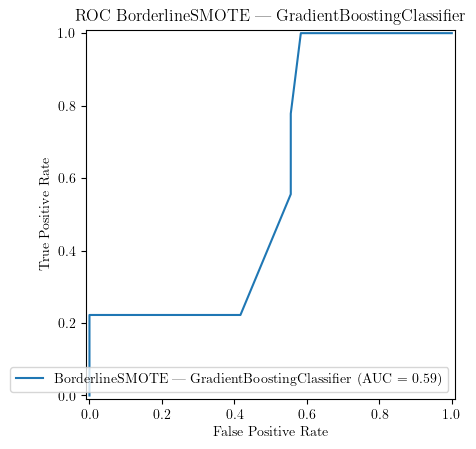 ROC BorderlineSMOTE — GradientBoostingClassifier
1.0
0.8
0.6
0.4
0.2
0.0
True Positive Rate
BorderlineSMOTE — GradientBoostingClassifier (AUC = 0.59)
0.0 0.2 0.4 0.6 0.8 1.0
False Positive Rate